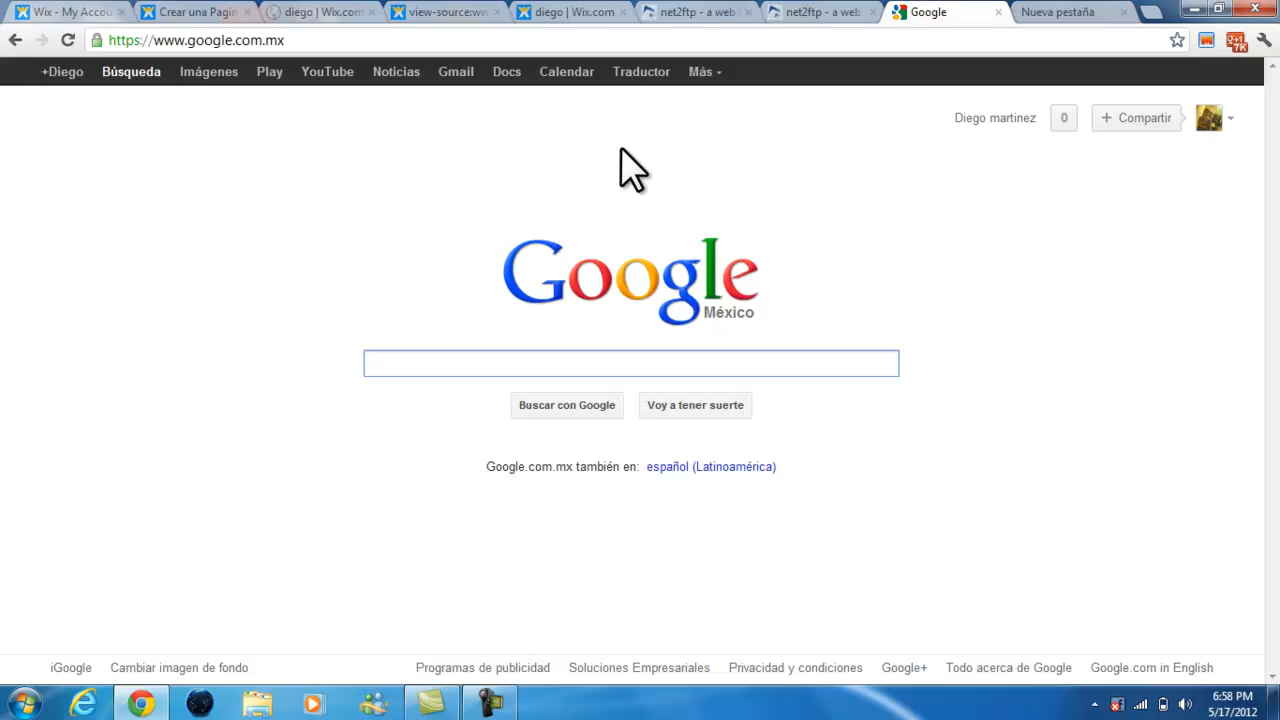 Wix - My Accou
Crear una Pagin
diego | Wix.com
view-source:ww
diego | Wix.com
net2ftp - a web
net2ftp - a web
Google
Nueva pestaña
https://www.google.com.mx
7K
+Diego Búsqueda Imágenes Play YouTube Noticias Gmail Docs Calendar Traductor Más
Diego martinez 0 + Compartir
Google
México
Buscar con Google Voy a tener suerte
Google.com.mx también en: español (Latinoamérica)
iGoogle Cambiar imagen de fondo Programas de publicidad Soluciones Empresariales Privacidad y condiciones Google+ Todo acerca de Google Google.com in English
6:58 PM
5/17/2012